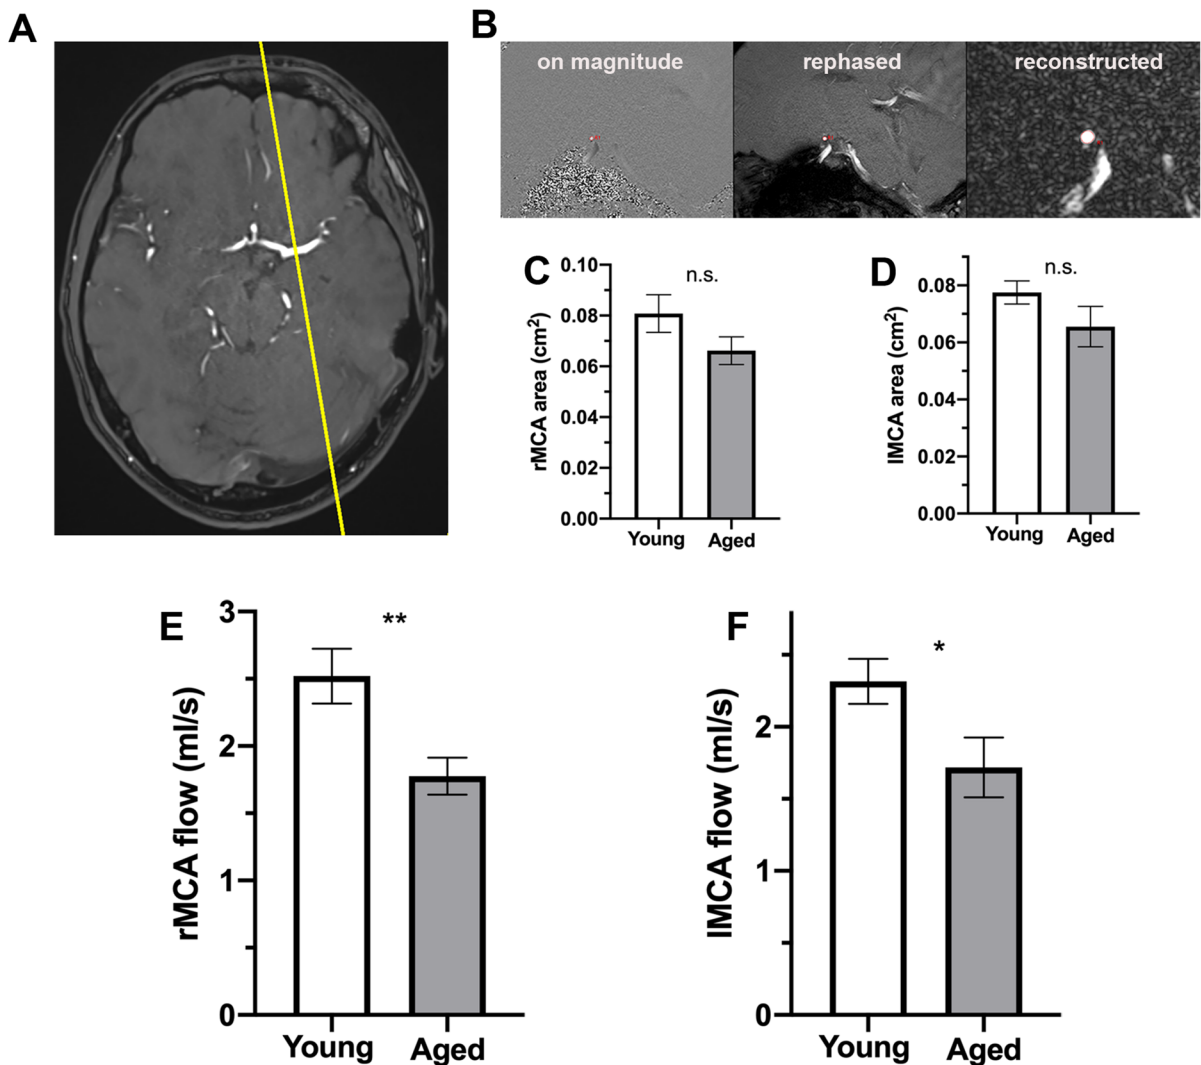 A
B
on magnitude
rephased
reconstructed
C
n.s.
rMCA area (cm²)
0.10
0.08
0.06
0.04
0.02
0.00
Young
Aged
D
n.s.
lMCA area (cm²)
0.08
0.06
0.04
0.02
0.00
Young
Aged
E
**
rMCA flow (ml/s)
3
2
1
0
Young
Aged
F
*
lMCA flow (ml/s)
2
1
0
Young
Aged